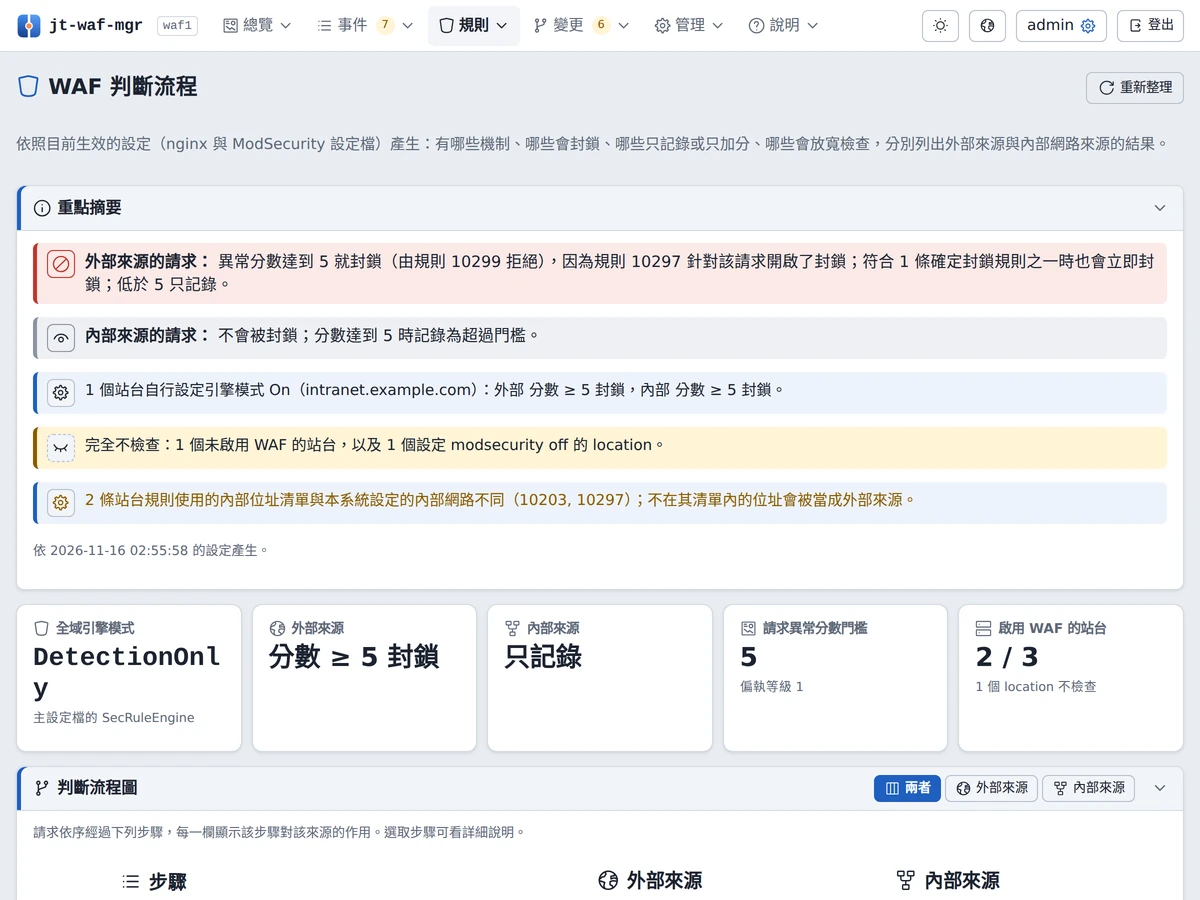 jt-waf-mgr waf1 總覽 事件 7 規則 變更 6 管理 說明 admin 登出
WAF 判斷流程
重新整理
依照目前生效的設定（nginx 與 ModSecurity 設定檔）產生：有哪些機制、哪些會封鎖、哪些只記錄或只加分、哪些會放寬檢查，分別列出外部來源與內部網路來源的結果。
重點摘要
外部來源的請求： 異常分數達到 5 就封鎖（由規則 10299 拒絕），因為規則 10297 針對該請求開啟了封鎖；符合 1 條確定封鎖規則之一時也會立即封
鎖；低於 5 只記錄。
內部來源的請求： 不會被封鎖；分數達到 5 時記錄為超過門檻。
1 個站台自行設定引擎模式 On（intranet.example.com）：外部 分數 ≥ 5 封鎖，內部 分數 ≥ 5 封鎖。
完全不檢查：1 個未啟用 WAF 的站台，以及 1 個設定 modsecurity off 的 location。
2 條站台規則使用的內部位址清單與本系統設定的內部網路不同（10203, 10297）；不在其清單內的位址會被當成外部來源。
依 2026-11-16 02:55:58 的設定產生。
全域引擎模式
DetectionOnl
y
主設定檔的 SecRuleEngine
外部來源
分數 ≥ 5 封鎖
內部來源
只記錄
請求異常分數門檻
5
偏執等級 1
啟用 WAF 的站台
2 / 3
1 個 location 不檢查
判斷流程圖
兩者 外部來源 內部來源
請求依序經過下列步驟，每一欄顯示該步驟對該來源的作用。選取步驟可看詳細說明。
步驟 外部來源 內部來源